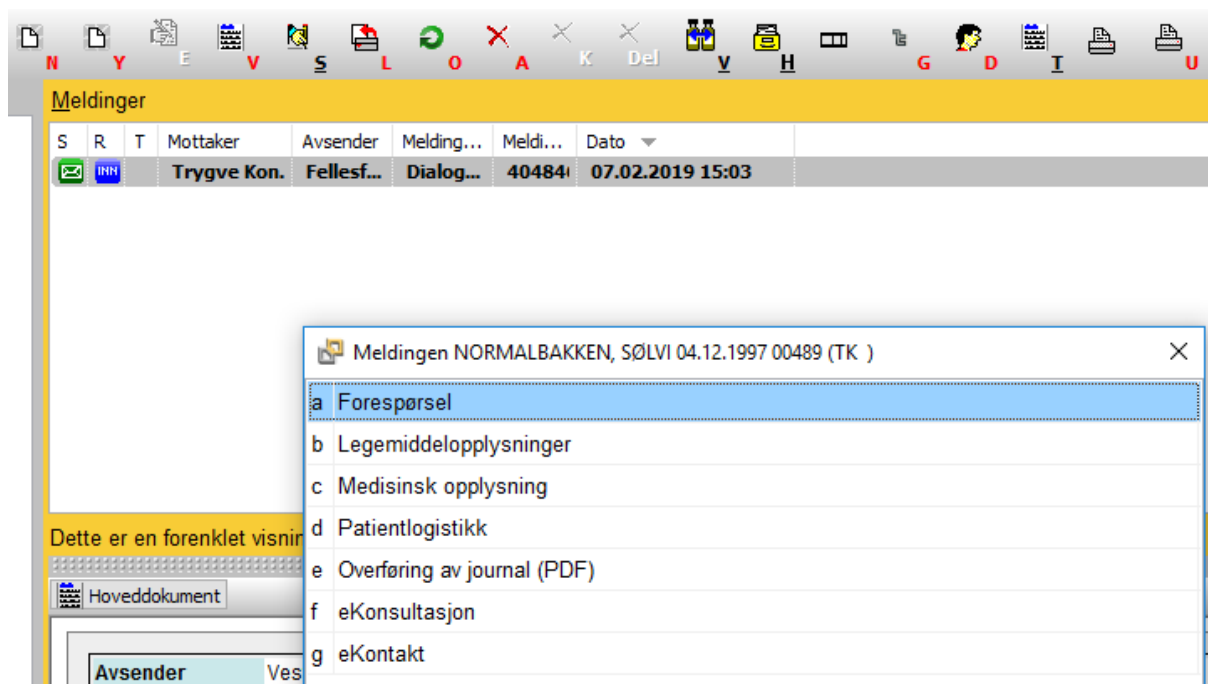 N Y E V S L O A K Del V H G D T U
Meldinger
S R T Mottaker Avsender Melding... Meldi... Dato
INN Trygve Kon. Fellesf... Dialog... 40484 07.02.2019 15:03
Meldingen NORMALBAKKEN, SØLVI 04.12.1997 00489 (TK )
a Forespørsel
b Legemiddelopplysninger
c Medisinsk opplysning
d Patientlogistikk
e Overføring av journal (PDF)
f eKonsultasjon
g eKontakt
Dette er en forenklet visnin
Hoveddokument
Avsender Ves